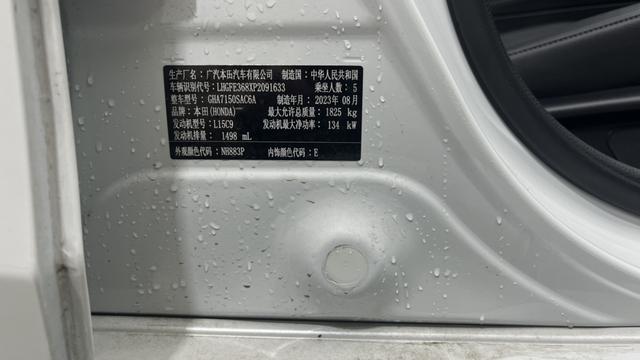 生产厂名：广汽本田汽车有限公司 制造国：中华人民共和国
车辆识别代号：LHGFE368XP2091633 乘坐人数：5
整车型号：GHA7150SAC6A 制造年月：2023年08月
品牌：本田(HONDA) 最大允许总质量：1825 kg
发动机型号：L15C9 发动机最大净功率：134 kW
发动机排量：1498 mL
外观颜色代码：NH883P 内饰颜色代码：E